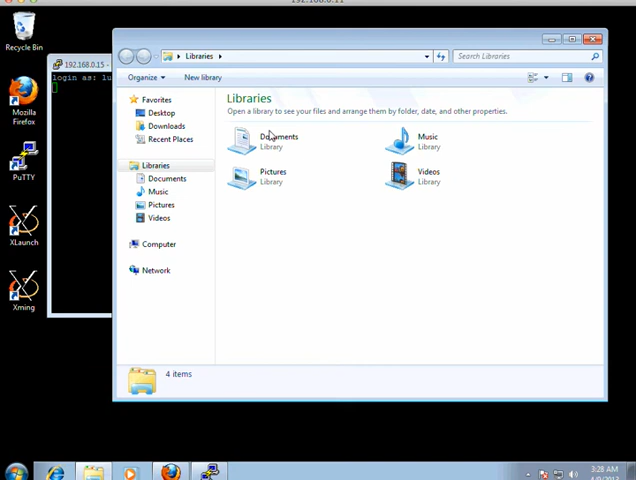 192.168.0.11
Recycle Bin
192.168.0.15 -
login as: lu
Mozilla
Firefox
PuTTY
XLaunch
Xming
Libraries
Search Libraries
Organize
New library
Favorites
Desktop
Downloads
Recent Places
Libraries
Documents
Music
Pictures
Videos
Computer
Network
Libraries
Open a library to see your files and arrange them by folder, date, and other properties.
Documents
Library
Music
Library
Pictures
Library
Videos
Library
4 items
3:28 AM